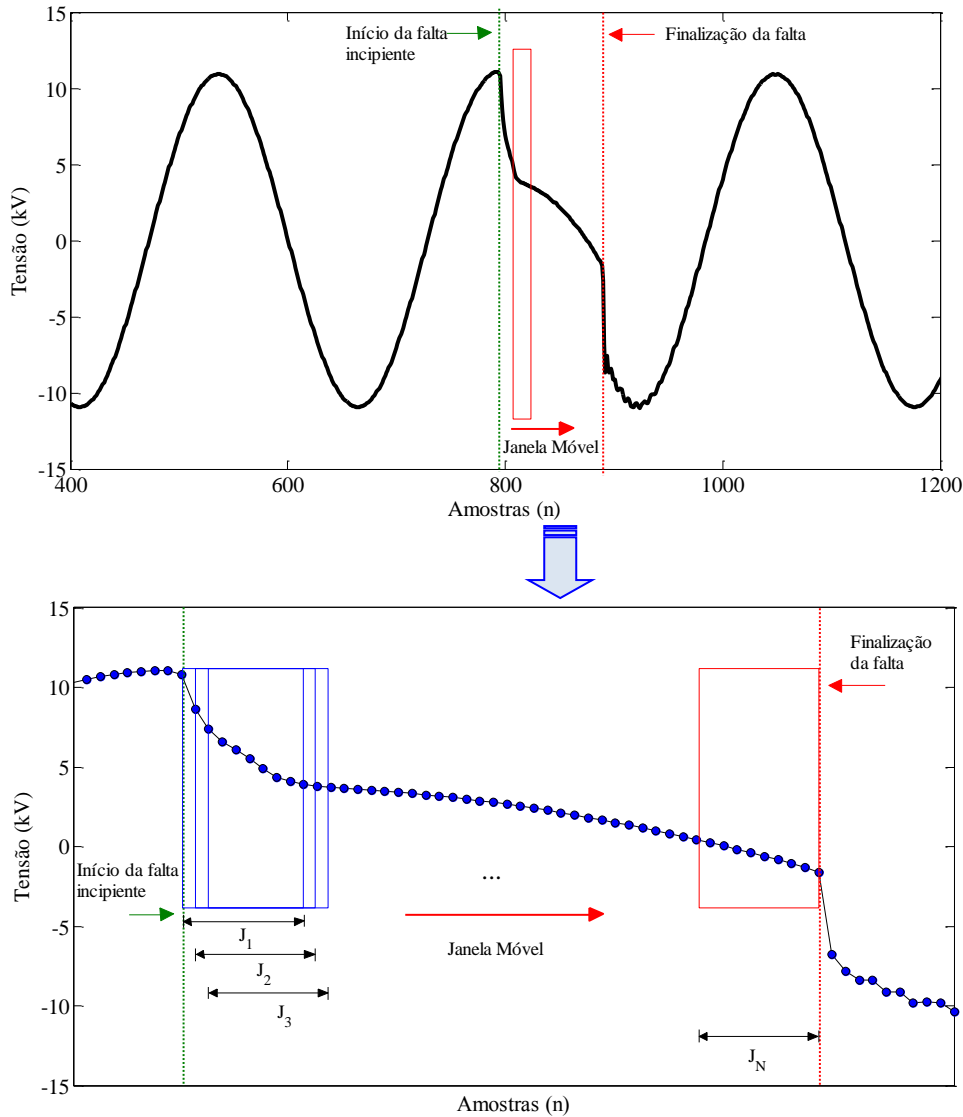 15
10
5
0
-5
-10
-15
Tensão (kV)
Início da falta
incipiente
Finalização da falta
Janela Móvel
400
600
800
1000
1200
Amostras (n)
15
10
5
0
-5
-10
-15
Tensão (kV)
Finalização
da falta
Início da falta
incipiente
...
Janela Móvel
J1
J2
J3
JN
Amostras (n)